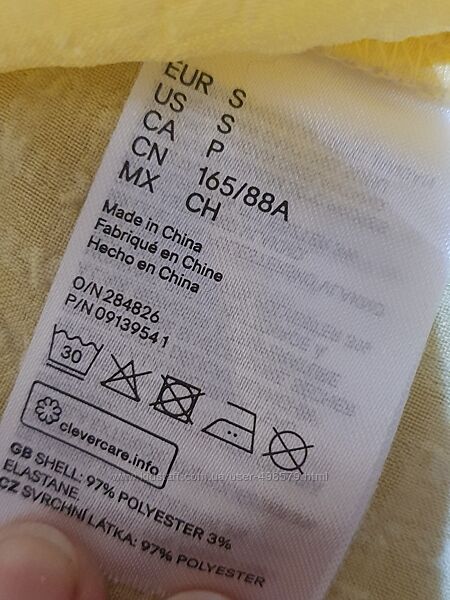 EUR S
US S
CA P
CN 165/88A
MX CH
Made in China
Fabriqué en Chine
Hecho en China
O/N 284826
P/N 09139541
30
clevercare.info
GB SHELL: 97% POLYESTER 3%
ELASTANE
CZ SVRCHNÍ LÁTKA: 97% POLYESTER